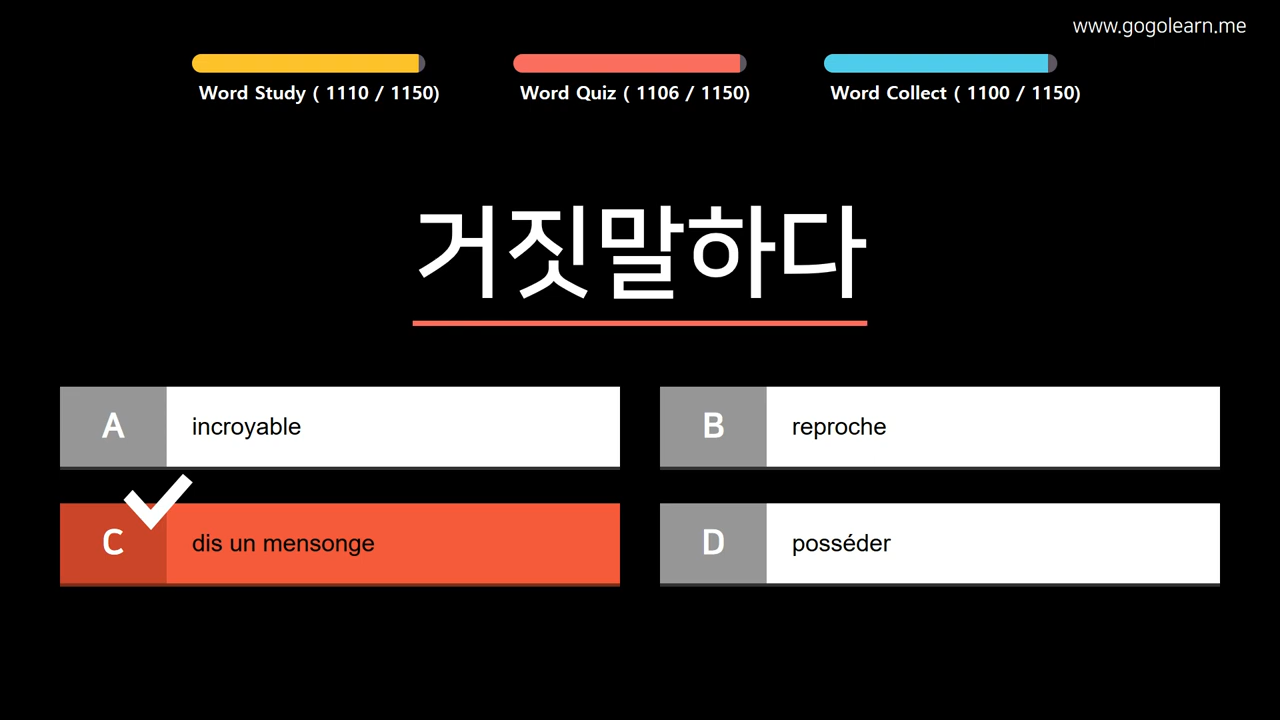 www.gogolearn.me
Word Study ( 1110 / 1150)
Word Quiz ( 1106 / 1150)
Word Collect ( 1100 / 1150)
거짓말하다
A incroyable
B reproche
C dis un mensonge
D posséder